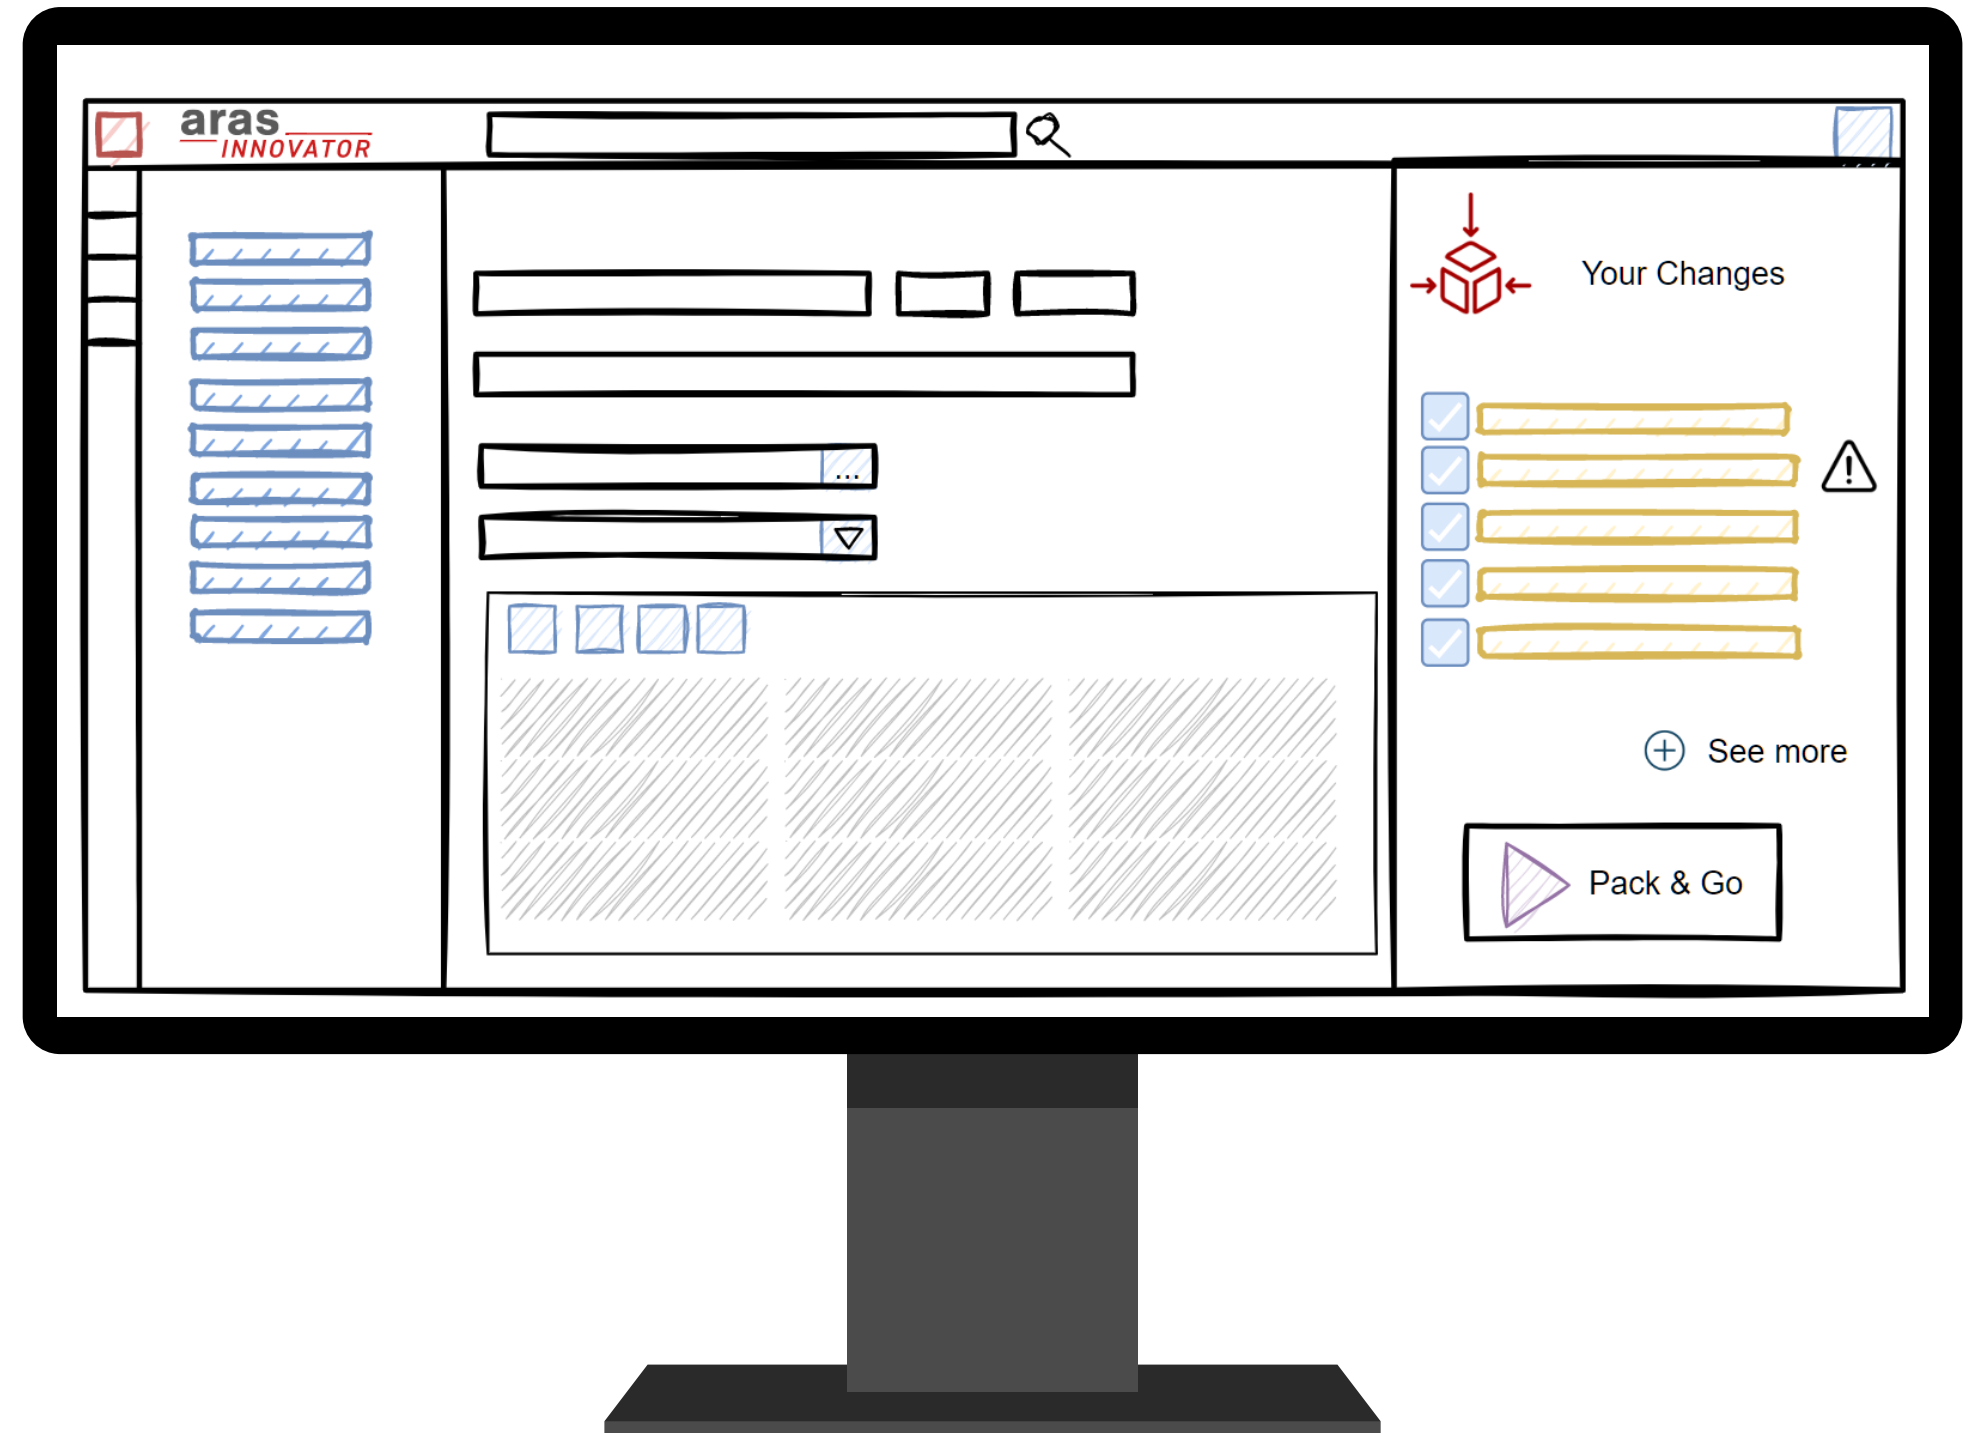 aras
INNOVATOR
Your Changes
...
See more
Pack & Go